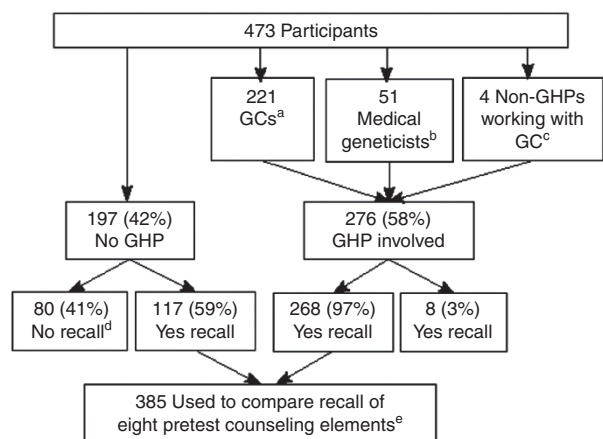 473 Participants
221
GCsᵃ
51
Medical
geneticistsᵇ
4 Non-GHPs
working with
GCᶜ
197 (42%)
No GHP
276 (58%)
GHP involved
80 (41%)
No recallᵈ
117 (59%)
Yes recall
268 (97%)
Yes recall
8 (3%)
Yes recall
385 Used to compare recall of
eight pretest counseling elementsᵉ